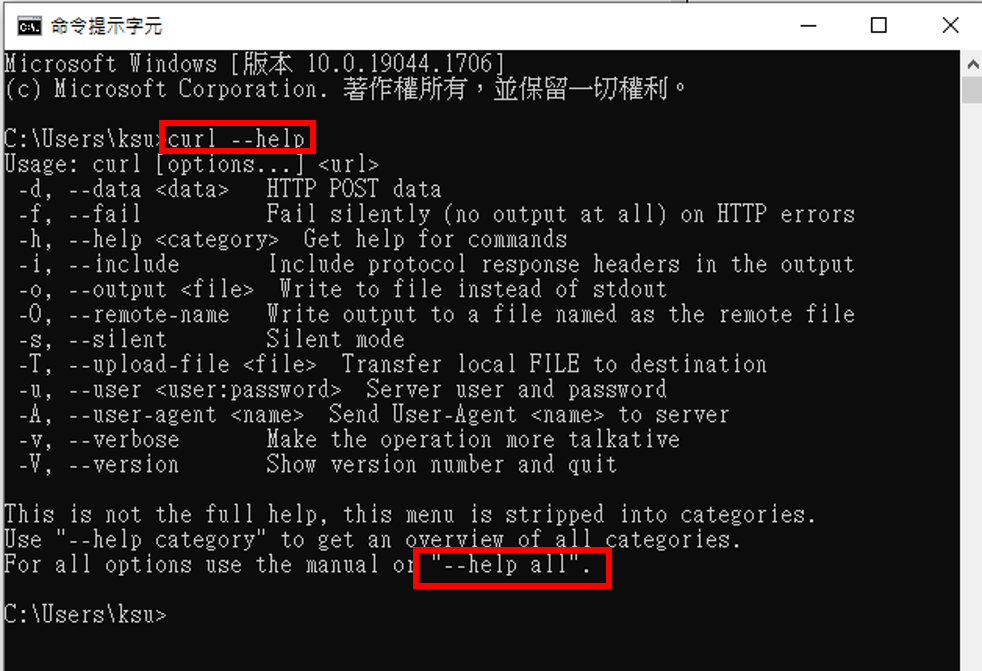 命令提示字元
Microsoft Windows [版本 10.0.19044.1706]
(c) Microsoft Corporation. 著作權所有，並保留一切權利。
C:\Users\ksu>curl --help
Usage: curl [options...] <url>
 -d, --data <data>   HTTP POST data
 -f, --fail          Fail silently (no output at all) on HTTP errors
 -h, --help <category>  Get help for commands
 -i, --include       Include protocol response headers in the output
 -o, --output <file>  Write to file instead of stdout
 -O, --remote-name   Write output to a file named as the remote file
 -s, --silent        Silent mode
 -T, --upload-file <file>  Transfer local FILE to destination
 -u, --user <user:password>  Server user and password
 -A, --user-agent <name>  Send User-Agent <name> to server
 -v, --verbose       Make the operation more talkative
 -V, --version       Show version number and quit
This is not the full help, this menu is stripped into categories.
Use "--help category" to get an overview of all categories.
For all options use the manual or "--help all".
C:\Users\ksu>